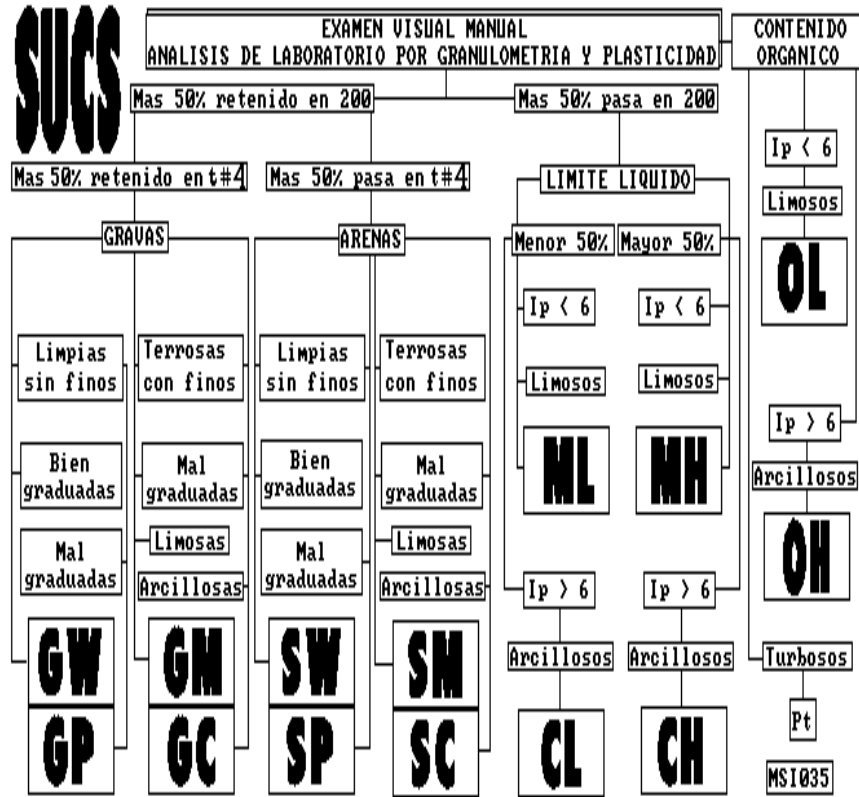 SUCS
EXAMEN VISUAL MANUAL
ANALISIS DE LABORATORIO POR GRANULOMETRIA Y PLASTICIDAD
CONTENIDO
ORGANICO
Mas 50% retenido en 200
Mas 50% pasa en 200
Mas 50% retenido en t#4
Mas 50% pasa en t#4
LIMITE LIQUIDO
GRAVAS
ARENAS
Menor 50%
Mayor 50%
Limpias
sin finos
Terrosas
con finos
Limpias
sin finos
Terrosas
con finos
Bien
graduadas
Mal
graduadas
Bien
graduadas
Mal
graduadas
Mal
graduadas
Limosas
Arcillosas
Mal
graduadas
Limosas
Arcillosas
GW
GP
GM
GC
SW
SP
SM
SC
Ip < 6
Limosos
ML
Ip > 6
Arcillosos
CL
Ip < 6
Limosos
MH
Ip > 6
Arcillosos
CH
Ip < 6
Limosos
OL
Ip > 6
Arcillosos
OH
Turbosos
Pt
MSI035